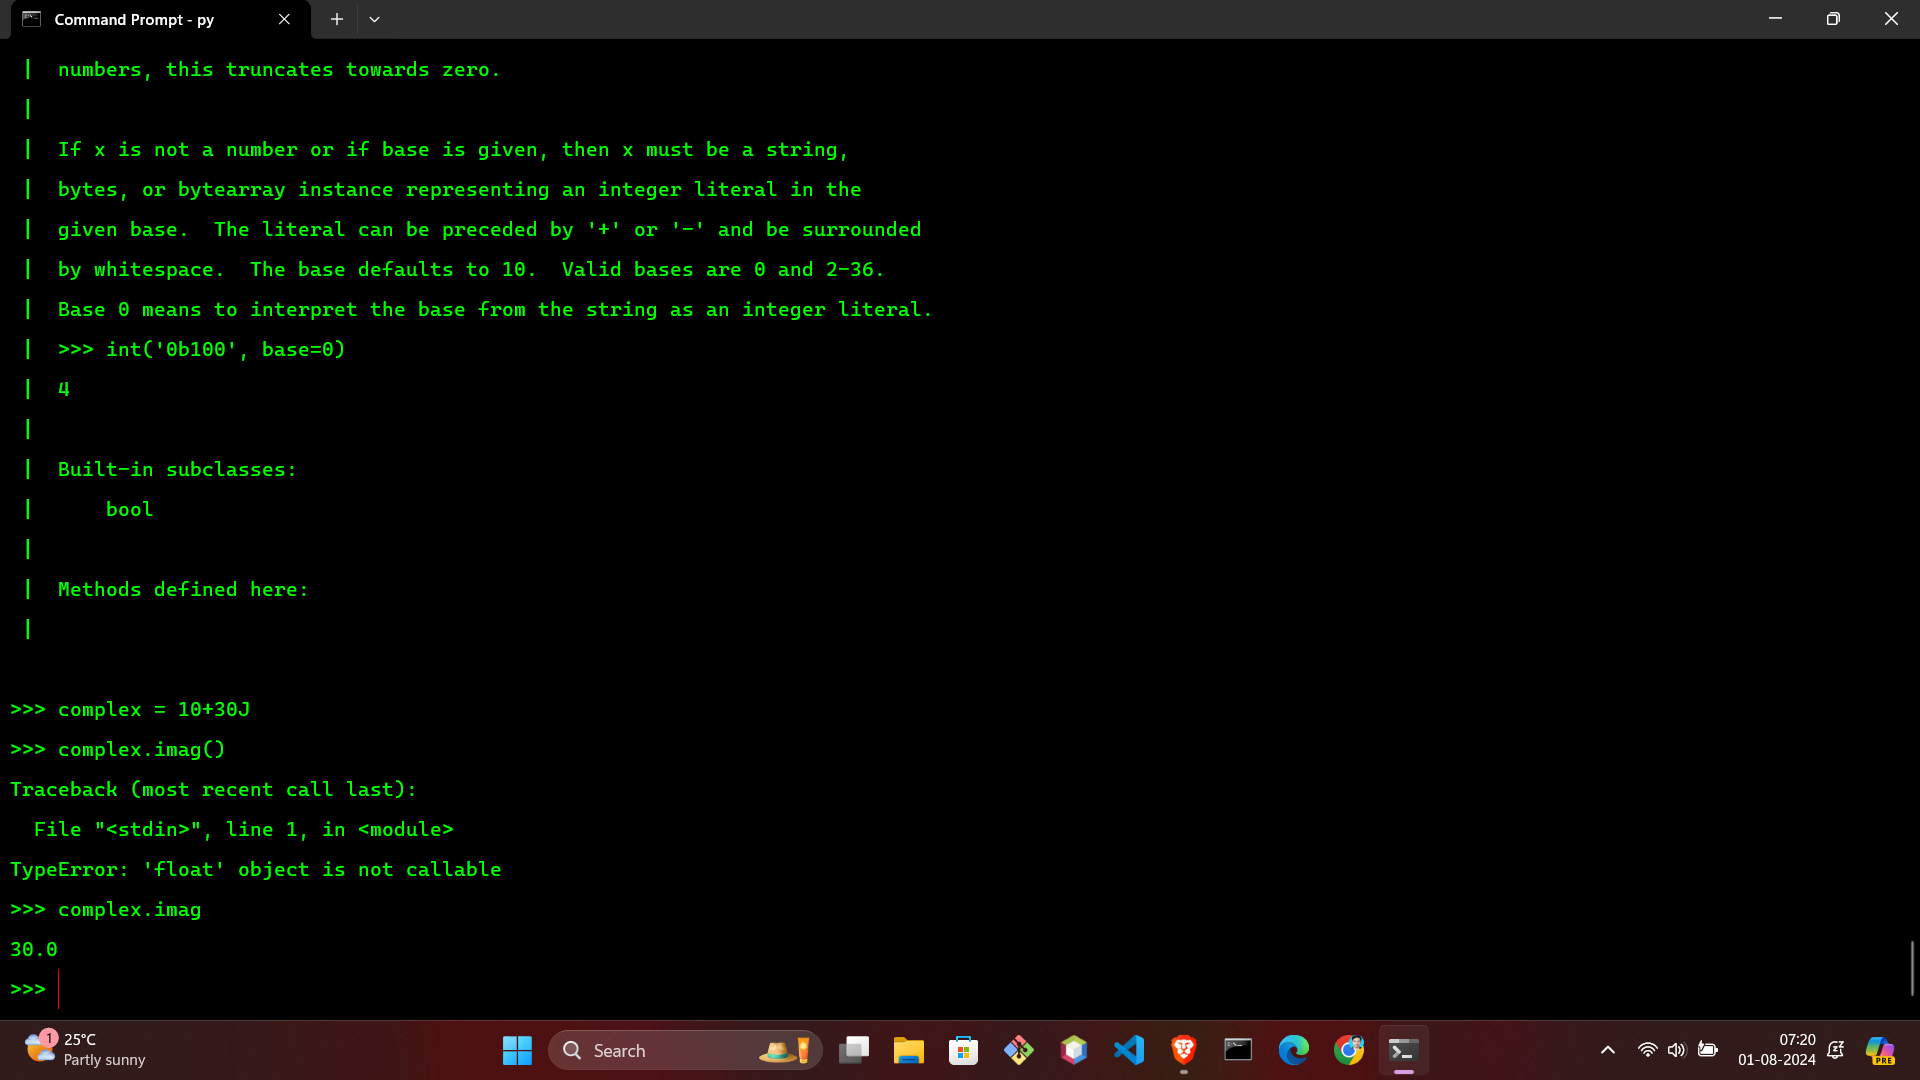 Command Prompt - py
| numbers, this truncates towards zero.
|
| If x is not a number or if base is given, then x must be a string,
| bytes, or bytearray instance representing an integer literal in the
| given base.  The literal can be preceded by '+' or '-' and be surrounded
| by whitespace.  The base defaults to 10.  Valid bases are 0 and 2-36.
| Base 0 means to interpret the base from the string as an integer literal.
| >>> int('0b100', base=0)
| 4
|
| Built-in subclasses:
|     bool
|
| Methods defined here:
|
>>> complex = 10+30J
>>> complex.imag()
Traceback (most recent call last):
  File "<stdin>", line 1, in <module>
TypeError: 'float' object is not callable
>>> complex.imag
30.0
>>>
1
25°C
Partly sunny
Search
07:20
01-08-2024
PRE